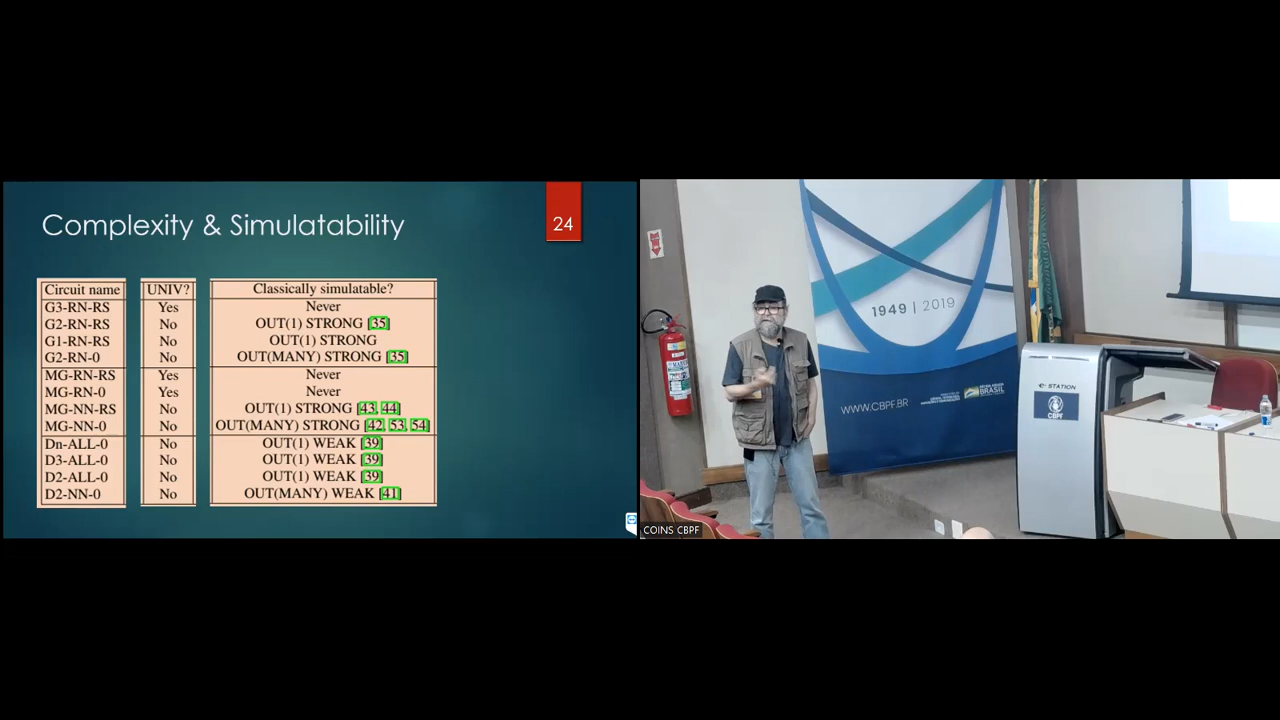 Complexity & Simulatability
24
Circuit name UNIV? Classically simulatable?
G3-RN-RS Yes Never
G2-RN-RS No OUT(1) STRONG [35]
G1-RN-RS No OUT(1) STRONG
G2-RN-0 No OUT(MANY) STRONG [35]
MG-RN-RS Yes Never
MG-RN-0 Yes Never
MG-NN-RS No OUT(1) STRONG [43, 44]
MG-NN-0 No OUT(MANY) STRONG [42, 53, 54]
Dn-ALL-0 No OUT(1) WEAK [39]
D3-ALL-0 No OUT(1) WEAK [39]
D2-ALL-0 No OUT(1) WEAK [39]
D2-NN-0 No OUT(MANY) WEAK [41]
1949 | 2019
WWW.CBPF.BR
BRASIL
STATION
CBPF
COINS CBPF